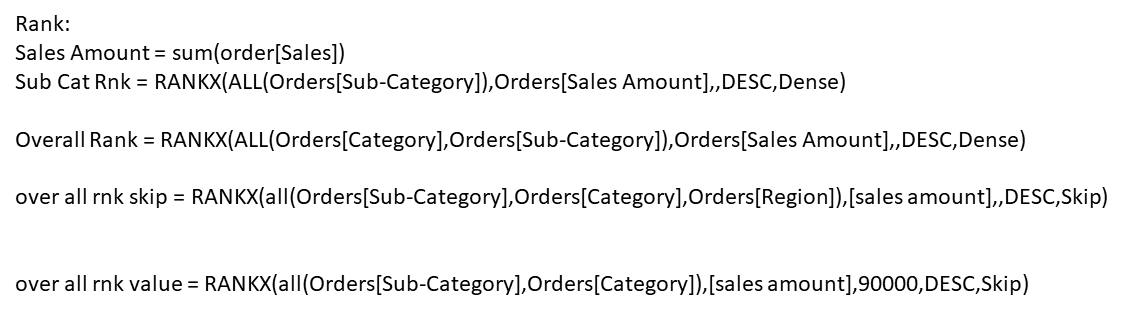 Rank:
Sales Amount = sum(order[Sales])
Sub Cat Rnk = RANKX(ALL(Orders[Sub-Category]),Orders[Sales Amount],,DESC,Dense)
Overall Rank = RANKX(ALL(Orders[Category],Orders[Sub-Category]),Orders[Sales Amount],,DESC,Dense)
over all rnk skip = RANKX(all(Orders[Sub-Category],Orders[Category],Orders[Region]),[sales amount],,DESC,Skip)
over all rnk value = RANKX(all(Orders[Sub-Category],Orders[Category]),[sales amount],90000,DESC,Skip)